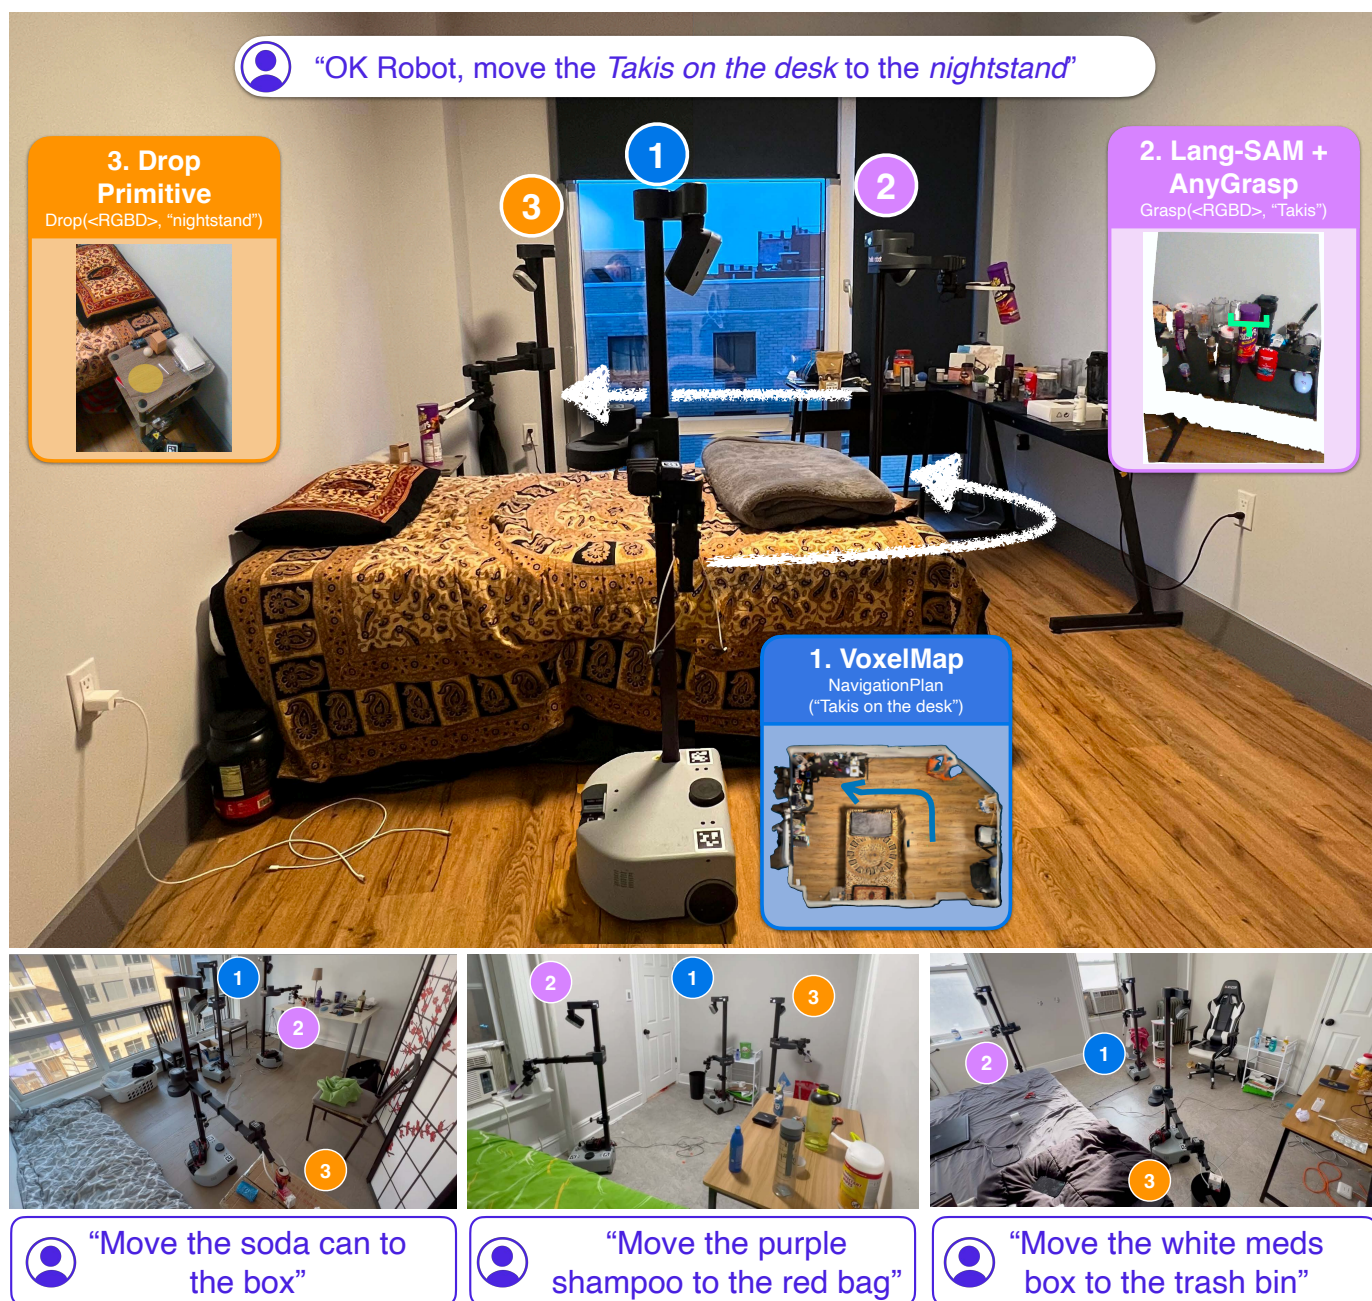 “OK Robot, move the Takis on the desk to the nightstand”
1
2
3
3. Drop
Primitive
Drop(<RGBD>, “nightstand”)
2. Lang-SAM +
AnyGrasp
Grasp(<RGBD>, “Takis”)
1. VoxelMap
NavigationPlan
(“Takis on the desk”)
1
2
3
2
1
3
2
1
3
“Move the soda can to
the box”
“Move the purple
shampoo to the red bag”
“Move the white meds
box to the trash bin”